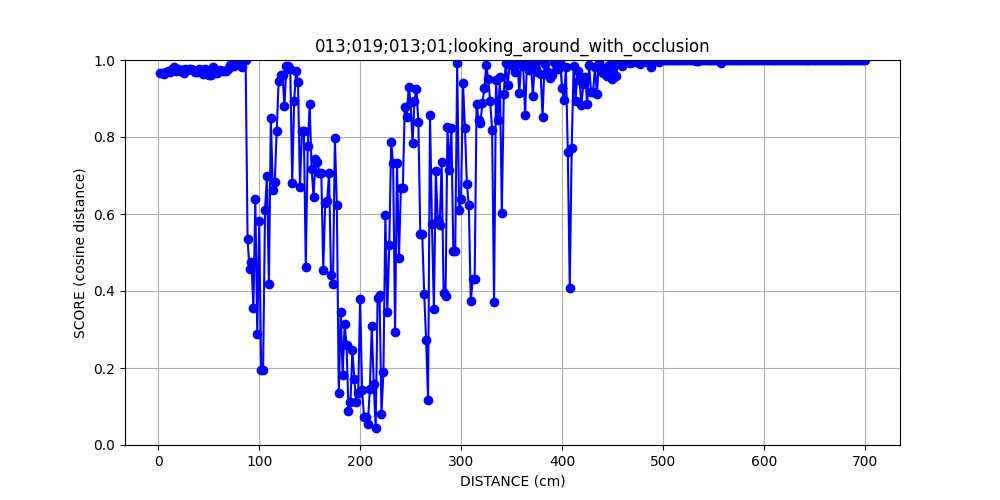 013;019;013;01;looking_around_with_occlusion
1.0
0.8
0.6
0.4
0.2
0.0
SCORE (cosine distance)
0 100 200 300 400 500 600 700
DISTANCE (cm)